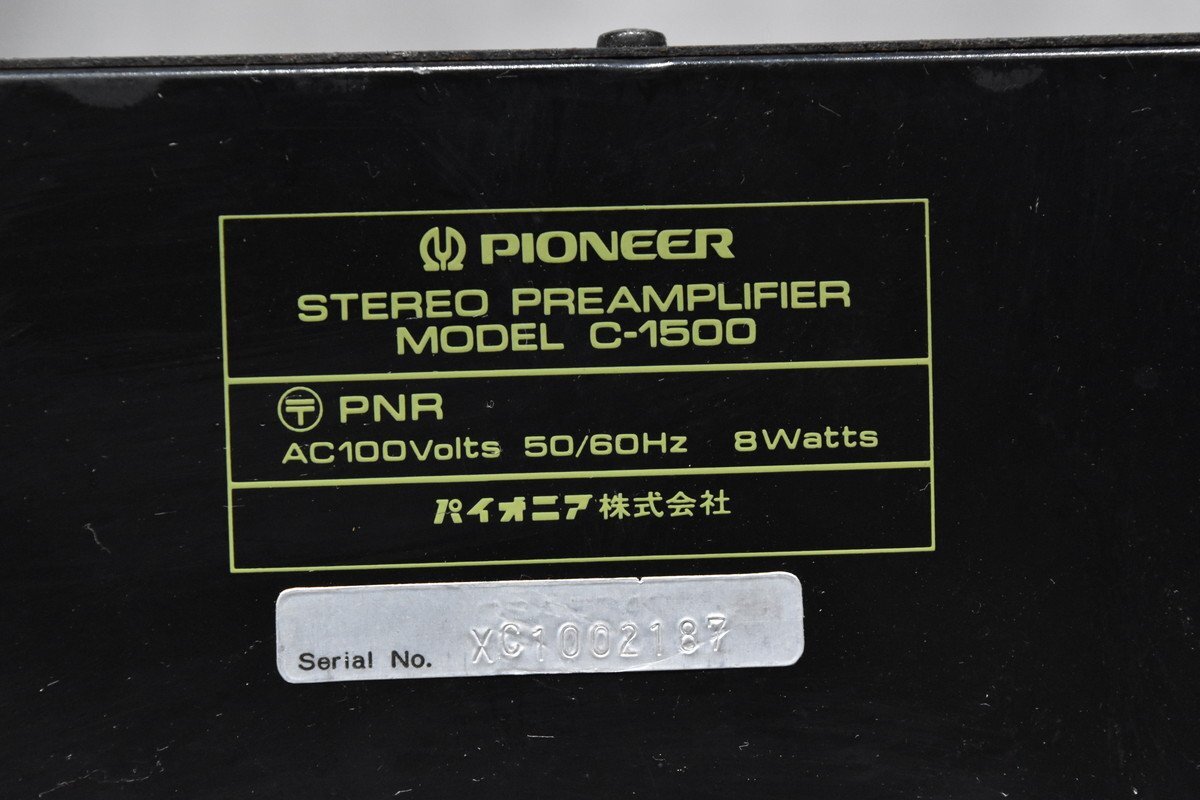 PIONEER
STEREO PREAMPLIFIER
MODEL C-1500
〶 PNR
AC100Volts 50/60Hz 8Watts
パイオニア株式会社
Serial No. XC1002187